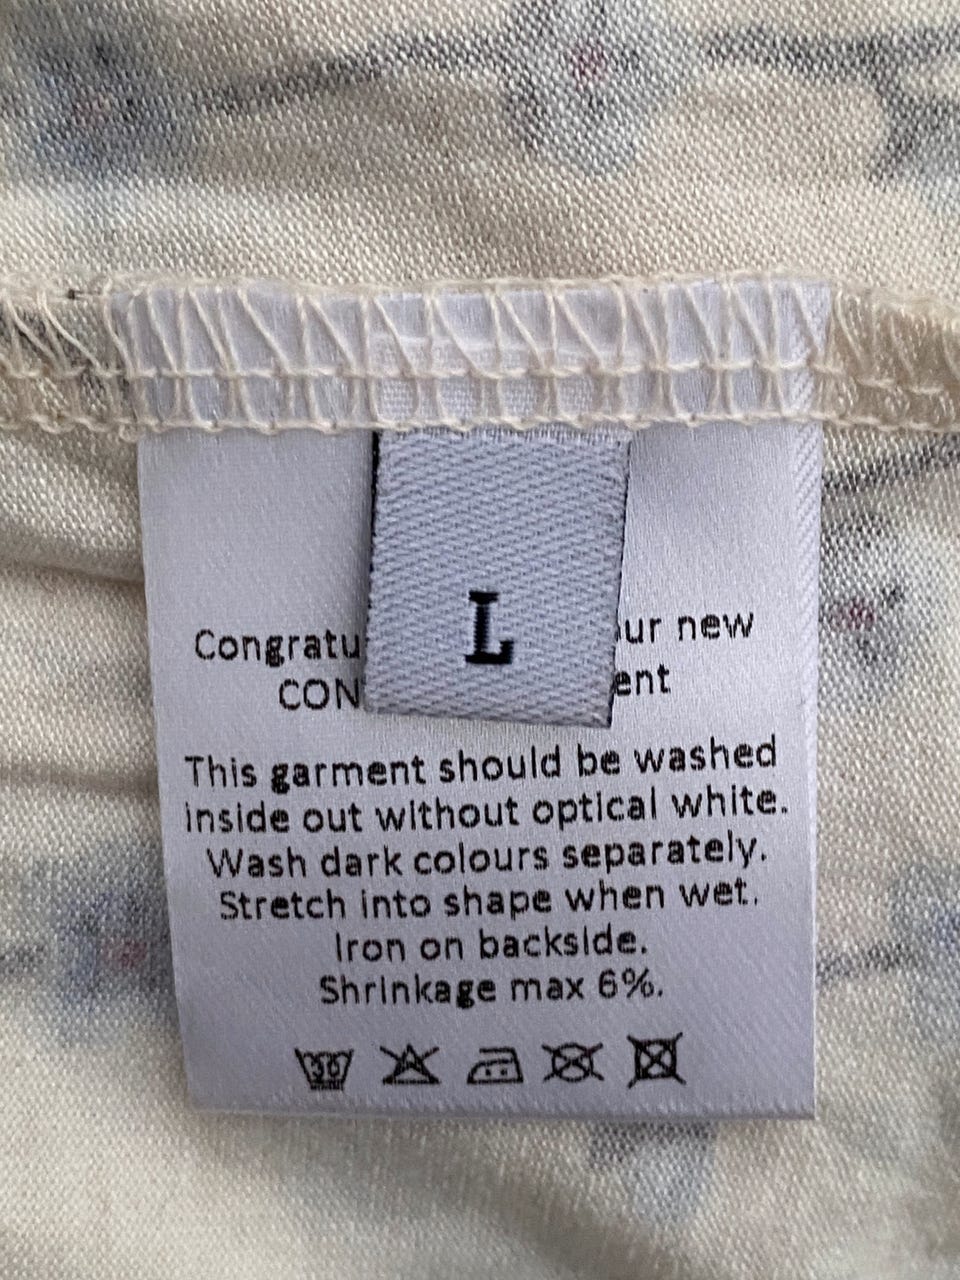 L
Congratu ur new
CON ent
This garment should be washed
inside out without optical white.
Wash dark colours separately.
Stretch into shape when wet.
Iron on backside.
Shrinkage max 6%.
30